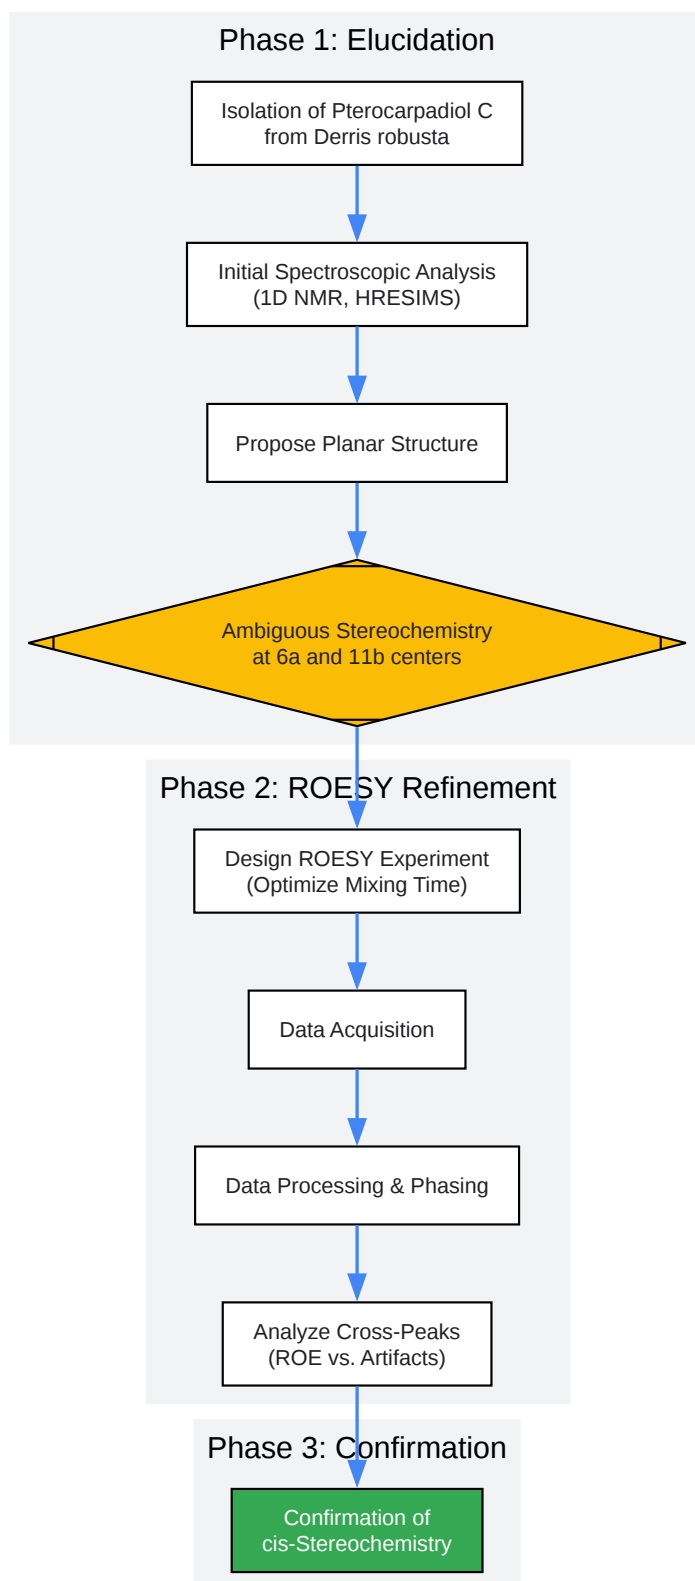 Phase 1: Elucidation
Isolation of Pterocarpadiol C
from Derris robusta
Initial Spectroscopic Analysis
(1D NMR, HRESIMS)
Propose Planar Structure
Ambiguous Stereochemistry
at 6a and 11b centers
Phase 2: ROESY Refinement
Design ROESY Experiment
(Optimize Mixing Time)
Data Acquisition
Data Processing & Phasing
Analyze Cross-Peaks
(ROE vs. Artifacts)
Phase 3: Confirmation
Confirmation of
cis-Stereochemistry